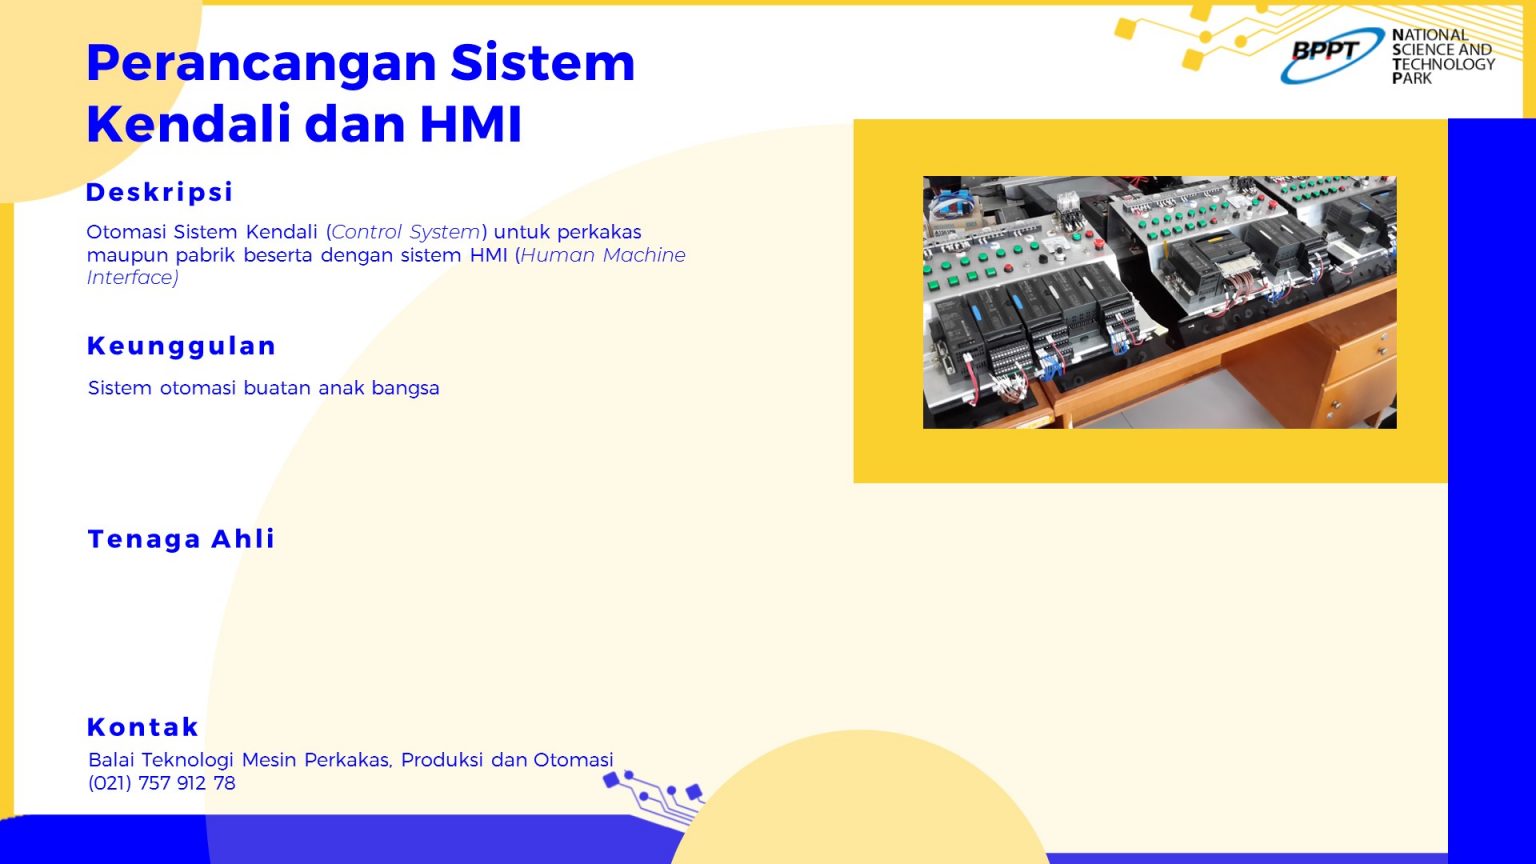 Perancangan Sistem
Kendali dan HMI
BPPT
NATIONAL
SCIENCE AND
TECHNOLOGY
PARK
Deskripsi
Otomasi Sistem Kendali (Control System) untuk perkakas
maupun pabrik beserta dengan sistem HMI (Human Machine
Interface)
Keunggulan
Sistem otomasi buatan anak bangsa
Tenaga Ahli
Kontak
Balai Teknologi Mesin Perkakas, Produksi dan Otomasi
(021) 757 912 78